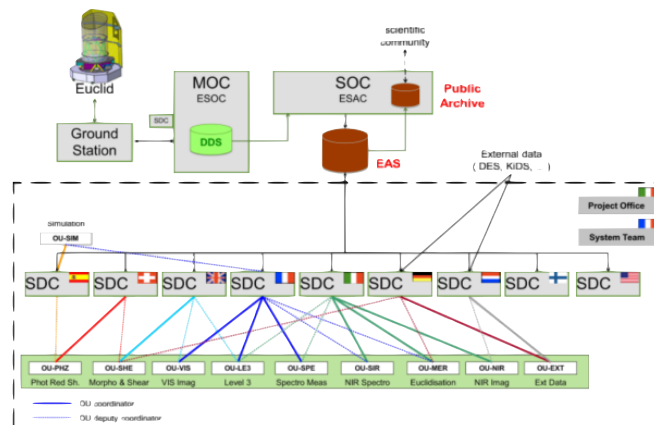 scientific
community
Euclid
MOC
ESOC
SOC
ESAC
Public
Archive
SDC
DDS
Ground
Station
EAS
External data
( DES, KiDS, ... )
Project Office
System Team
simulation
OU-SIM
SDC
SDC
SDC
SDC
SDC
SDC
SDC
SDC
SDC
OU-PHZ
OU-SHE
OU-VIS
OU-LE3
OU-SPE
OU-SIR
OU-MER
OU-NIR
OU-EXT
Phot Red Sh.
Morpho & Shear
VIS Imag
Level 3
Spectro Meas
NIR Spectro
Euclidisation
NIR Imag
Ext Data
OU coordinator
OU deputy coordinator